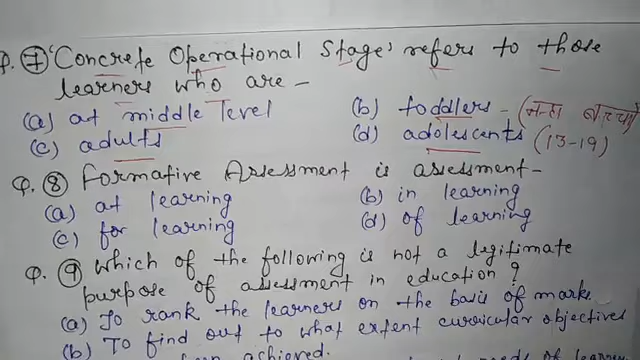 Q. ⑦ 'Concrete Operational Stage' refers to those
learners who are –
(a) at middle level (b) toddlers - (नन्हा बच्चा)
(c) adults (d) adolescents (13-19)
Q. ⑧ Formative Assessment is assessment -
(a) at learning (b) in learning
(c) for learning (d) of learning
Q. ⑨ Which of the following is not a legitimate
purpose of assessment in education ?
(a) To rank the learners on the basis of marks
(b) To find out to what extent curricular objectives
been achieved. needs of